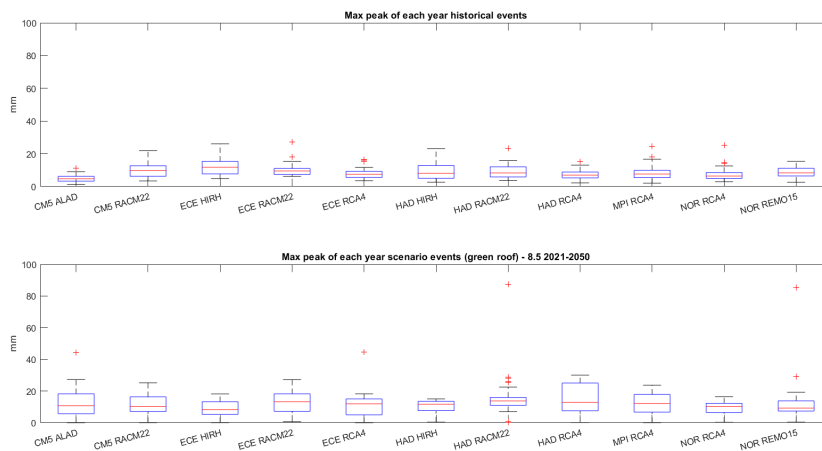 Max peak of each year historical events
100
80
60
40
20
0
mm
CM5 ALAD
CM5 RACM22
ECE HIRH
ECE RACM22
ECE RCA4
HAD HIRH
HAD RACM22
HAD RCA4
MPI RCA4
NOR RCA4
NOR REMO15
Max peak of each year scenario events (green roof) - 8.5 2021-2050
100
80
60
40
20
0
mm
CM5 ALAD
CM5 RACM22
ECE HIRH
ECE RACM22
ECE RCA4
HAD HIRH
HAD RACM22
HAD RCA4
MPI RCA4
NOR RCA4
NOR REMO15